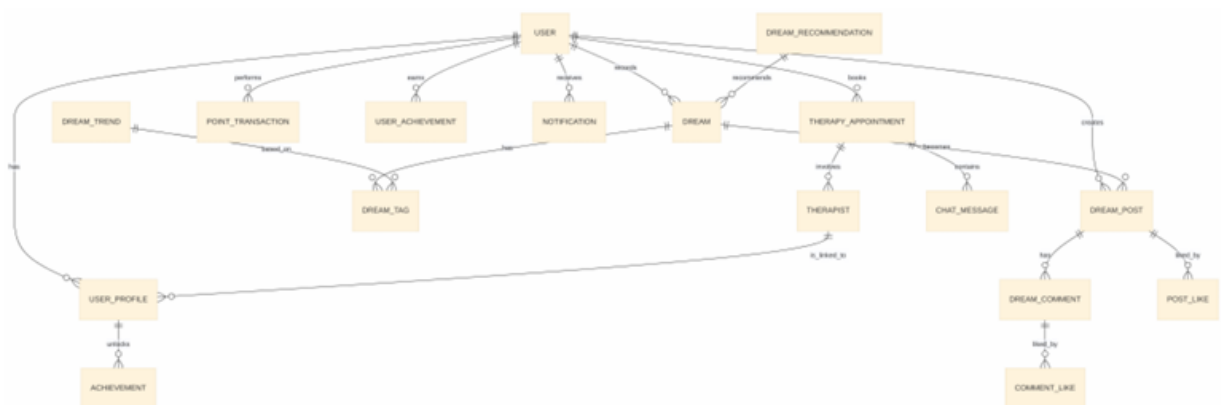 USER
DREAM_RECOMMENDATION
performs
earns
receives
records
recommends
books
DREAM_TREND
POINT_TRANSACTION
USER_ACHIEVEMENT
NOTIFICATION
DREAM
THERAPY_APPOINTMENT
creates
based_on
has
becomes
has
involves
contains
DREAM_TAG
THERAPIST
CHAT_MESSAGE
DREAM_POST
is_linked_to
has
liked_by
USER_PROFILE
DREAM_COMMENT
POST_LIKE
unlocks
liked_by
ACHIEVEMENT
COMMENT_LIKE